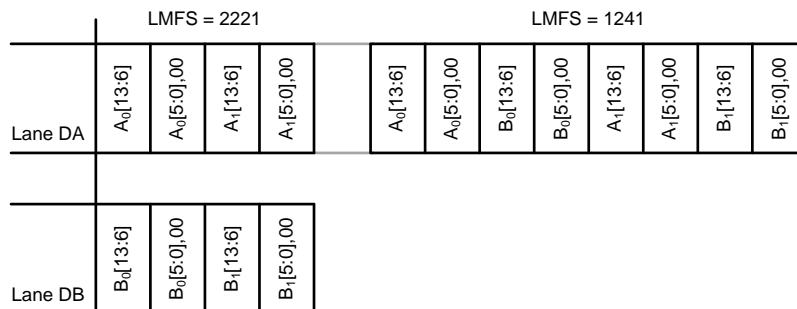 LMFS = 2221 LMFS = 1241
Lane DA A₀[13:6] A₀[5:0],00 A₁[13:6] A₁[5:0],00 A₀[13:6] A₀[5:0],00 B₀[13:6] B₀[5:0],00 A₁[13:6] A₁[5:0],00 B₁[13:6] B₁[5:0],00
Lane DB B₀[13:6] B₀[5:0],00 B₁[13:6] B₁[5:0],00